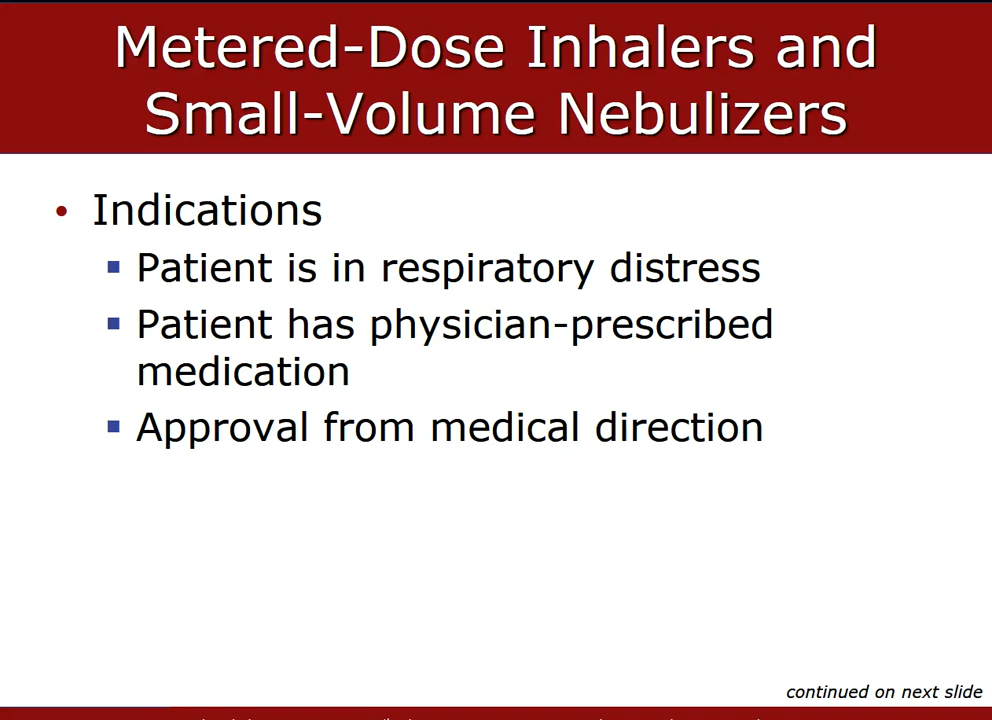 Metered-Dose Inhalers and
Small-Volume Nebulizers
• Indications
▪ Patient is in respiratory distress
▪ Patient has physician-prescribed
medication
▪ Approval from medical direction
continued on next slide